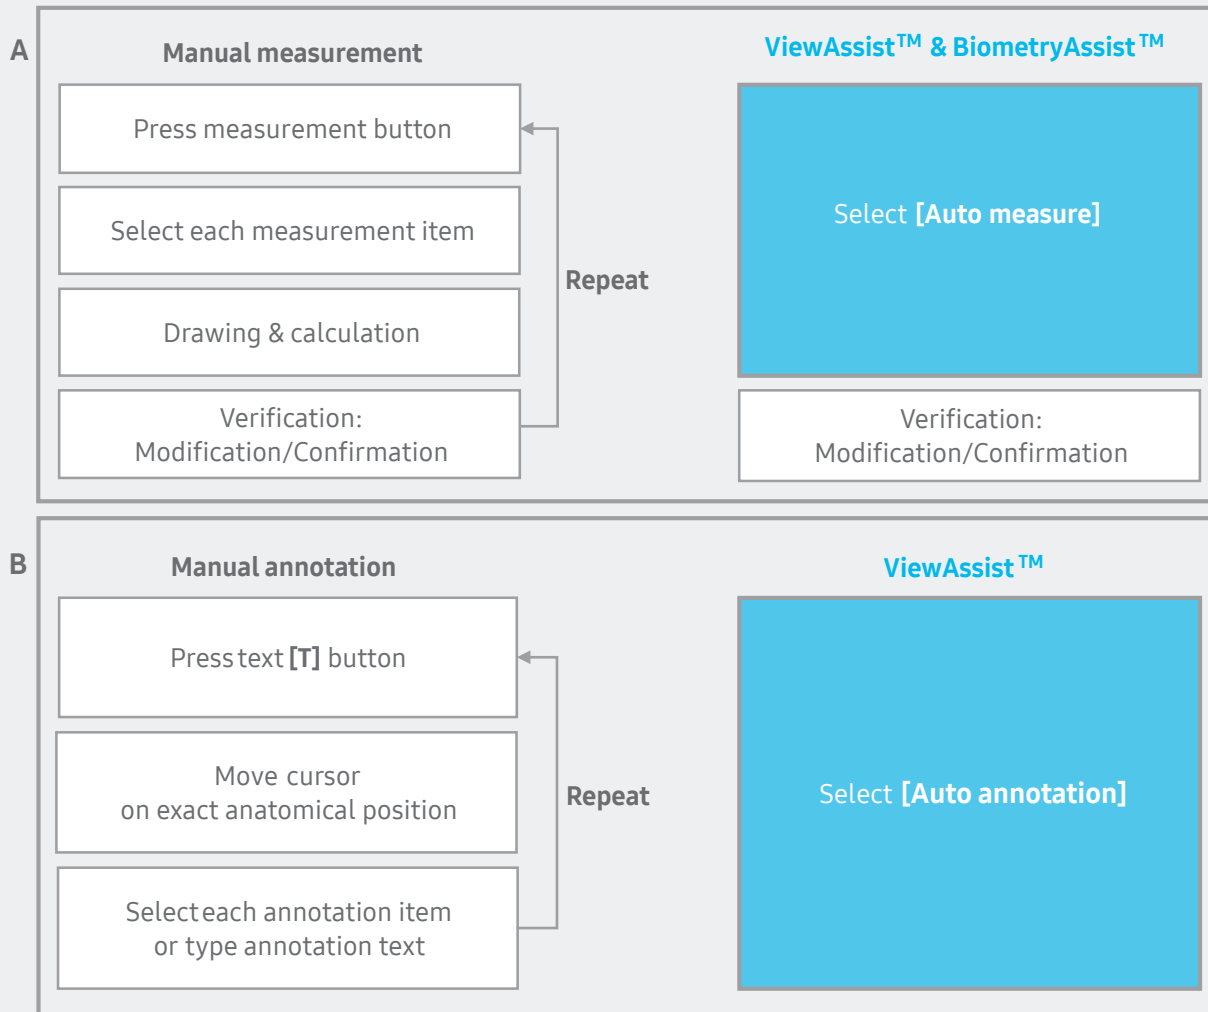 A
Manual measurement
Press measurement button
Select each measurement item
Drawing & calculation
Verification:
Modification/Confirmation
Repeat
ViewAssist™ & BiometryAssist™
Select [Auto measure]
Verification:
Modification/Confirmation
B
Manual annotation
Press text [T] button
Move cursor
on exact anatomical position
Select each annotation item
or type annotation text
Repeat
ViewAssist™
Select [Auto annotation]